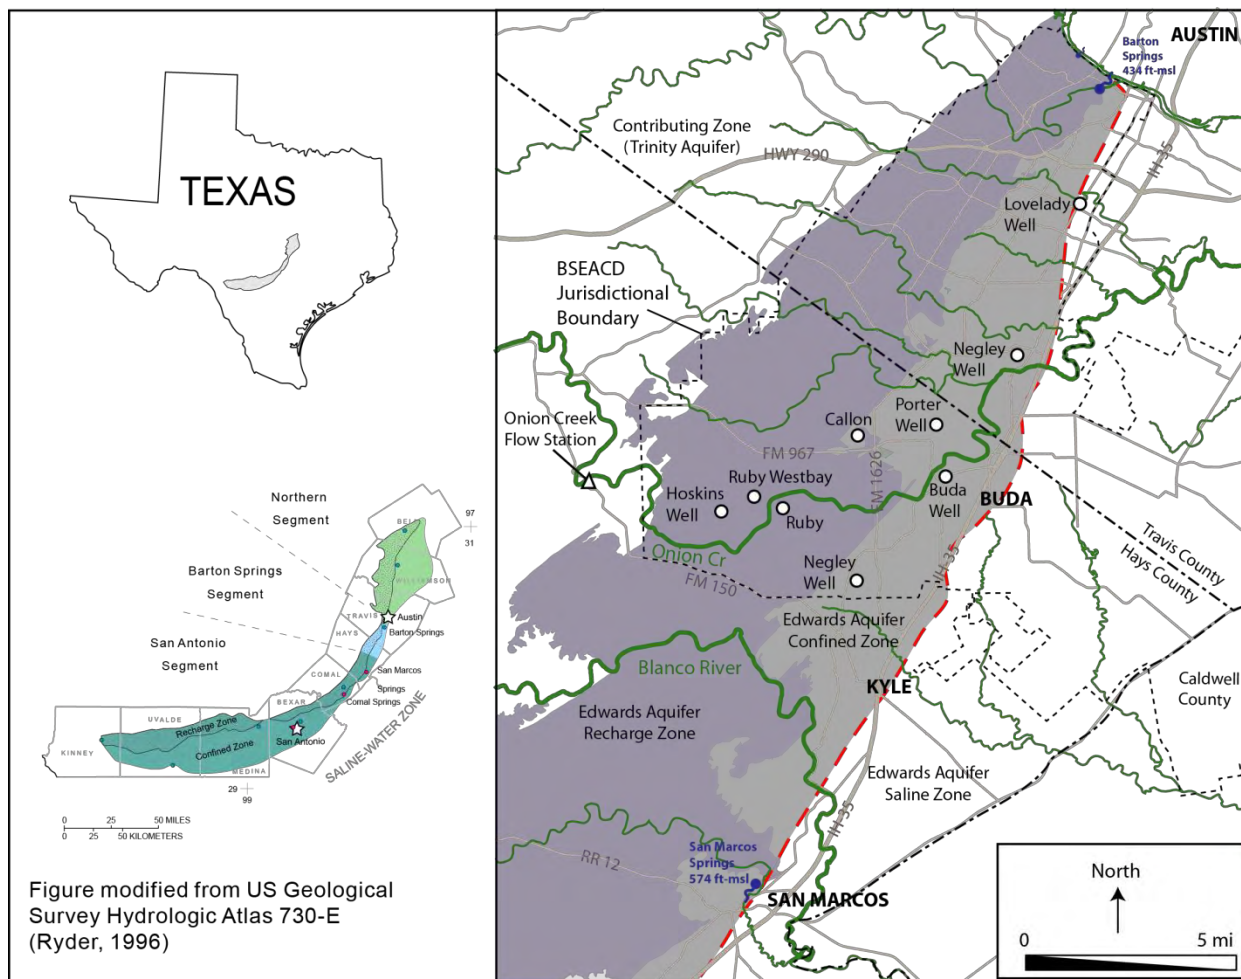 TEXAS
Northern
Segment
Barton Springs
Segment
San Antonio
Segment
BELL
WILLIAMSON
TRAVIS
HAYS
COMAL
BEXAR
UVALDE
KINNEY
MEDINA
97
31
Austin
Barton Springs
San Marcos
Springs
Comal Springs
San Antonio
Recharge Zone
Confined Zone
SALINE-WATER ZONE
29
99
0 25 50 MILES
0 25 50 KILOMETERS
Figure modified from US Geological
Survey Hydrologic Atlas 730-E
(Ryder, 1996)
AUSTIN
Barton
Springs
434 ft-msl
Contributing Zone
(Trinity Aquifer)
HWY 290
IH 35
Lovelady
Well
BSEACD
Jurisdictional
Boundary
Negley
Well
Onion Creek
Flow Station
Callon
Porter
Well
FM 967
FM 1626
Ruby Westbay
Hoskins
Well
Ruby
Buda
Well
BUDA
Onion Cr
FM 150
Negley
Well
IH 35
Travis County
Hays County
Edwards Aquifer
Confined Zone
Blanco River
KYLE
Caldwell
County
Edwards Aquifer
Recharge Zone
Edwards Aquifer
Saline Zone
IH 35
RR 12
San Marcos
Springs
574 ft-msl
SAN MARCOS
North
0 5 mi